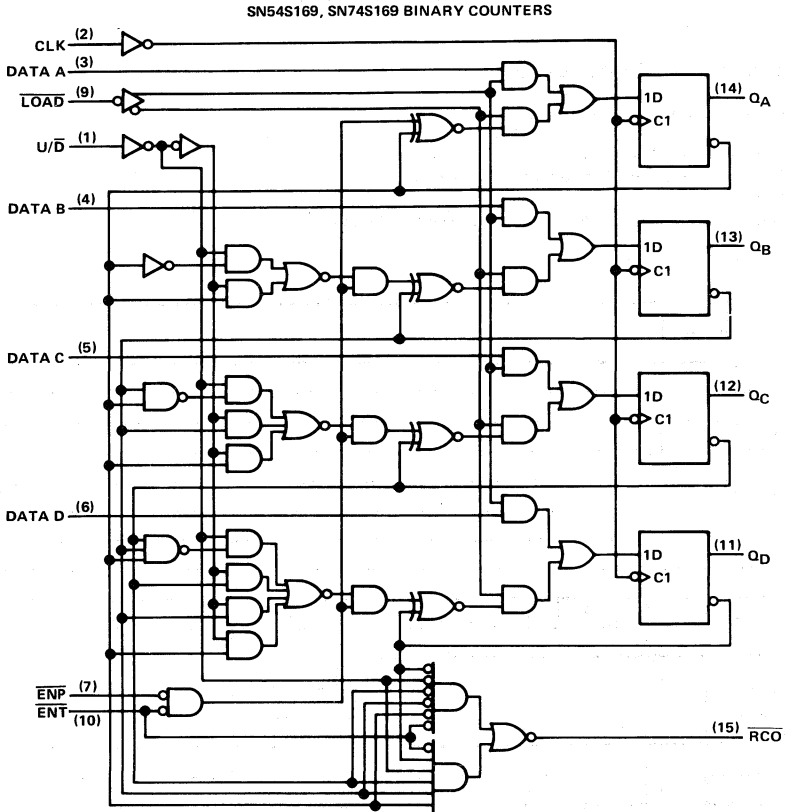 SN54S169, SN74S169 BINARY COUNTERS
CLK (2)
DATA A (3)
LOAD (9)
U/D (1)
1D
C1
(14) QA
DATA B (4)
1D
C1
(13) QB
DATA C (5)
1D
C1
(12) QC
DATA D (6)
1D
C1
(11) QD
ENP (7)
ENT (10)
(15) RCO